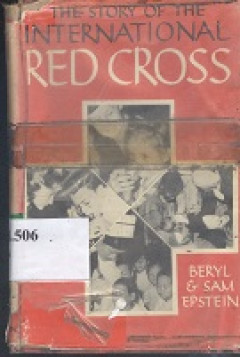 THE STORY OF THE
INTERNATIONAL
RED CROSS
506
BERYL
& SAM
EPSTEIN